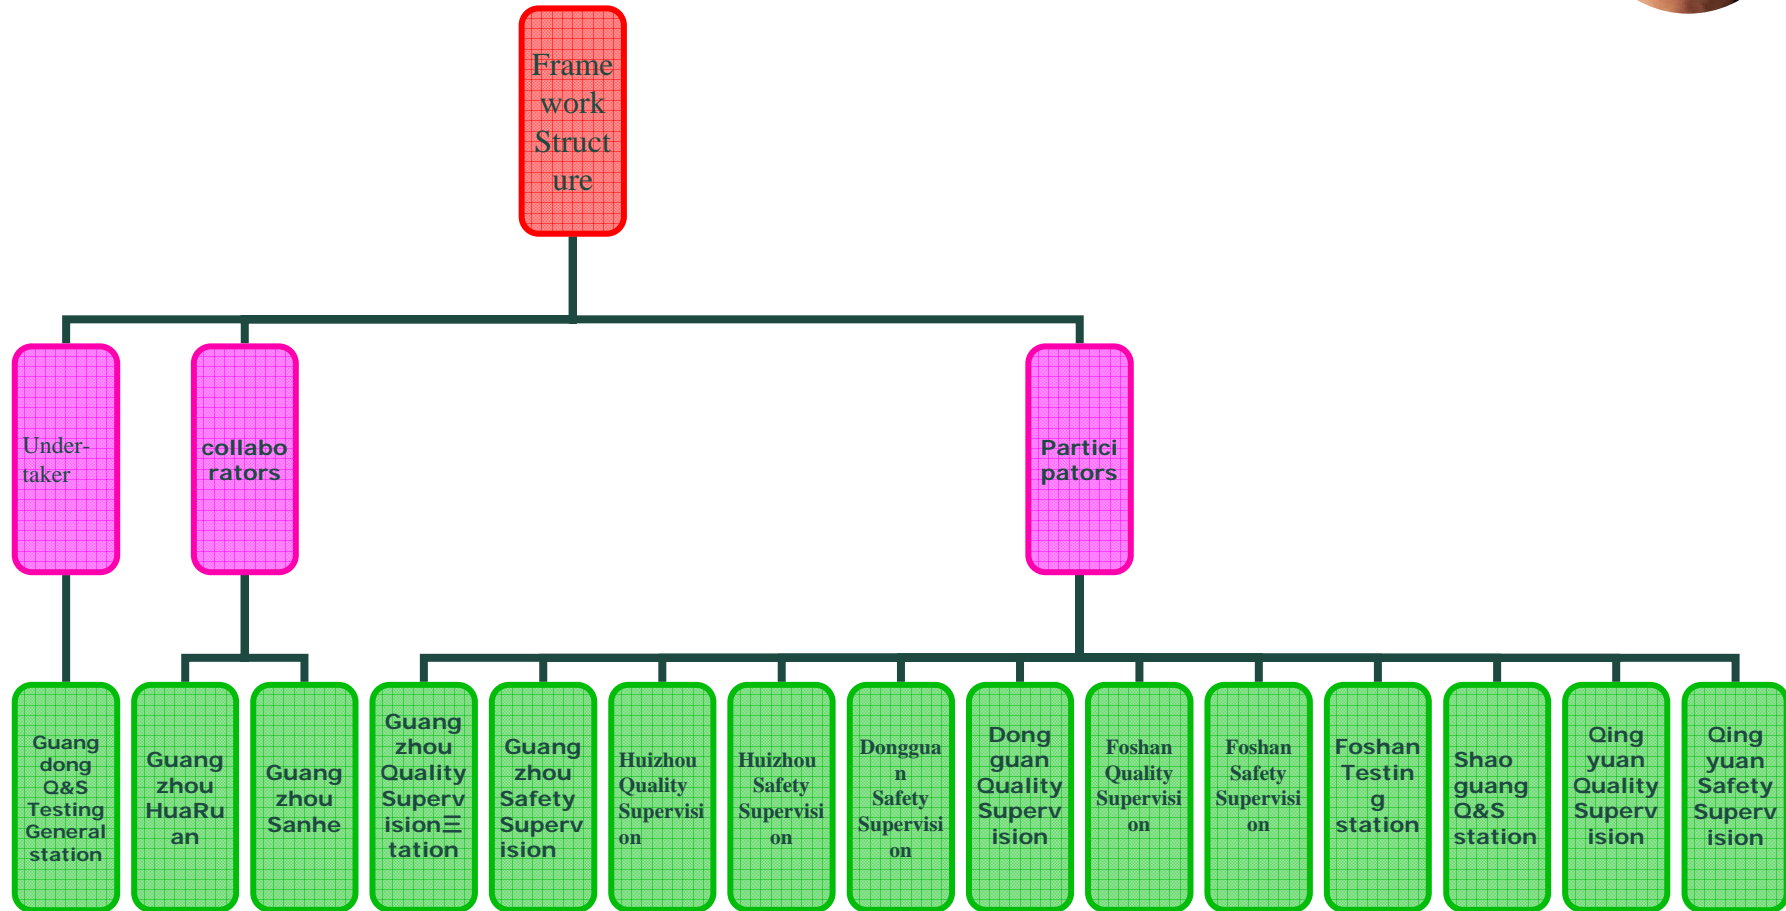 Frame
work
Struct
ure
Under-
taker
collabo
rators
Partici
pators
Guang
dong
Q&S
Testing
General
station
Guang
zhou
HuaRu
an
Guang
zhou
Sanhe
Guang
zhou
Quality
Superv
ision三
tation
Guang
zhou
Safety
Superv
ision
Huizhou
Quality
Supervisi
on
Huizhou
Safety
Supervisi
on
Donggua
n
Safety
Supervisi
on
Dong
guan
Quality
Superv
ision
Foshan
Quality
Supervisi
on
Foshan
Safety
Supervisi
on
Foshan
Testin
g
station
Shao
guang
Q&S
station
Qing
yuan
Quality
Superv
ision
Qing
yuan
Safety
Superv
ision